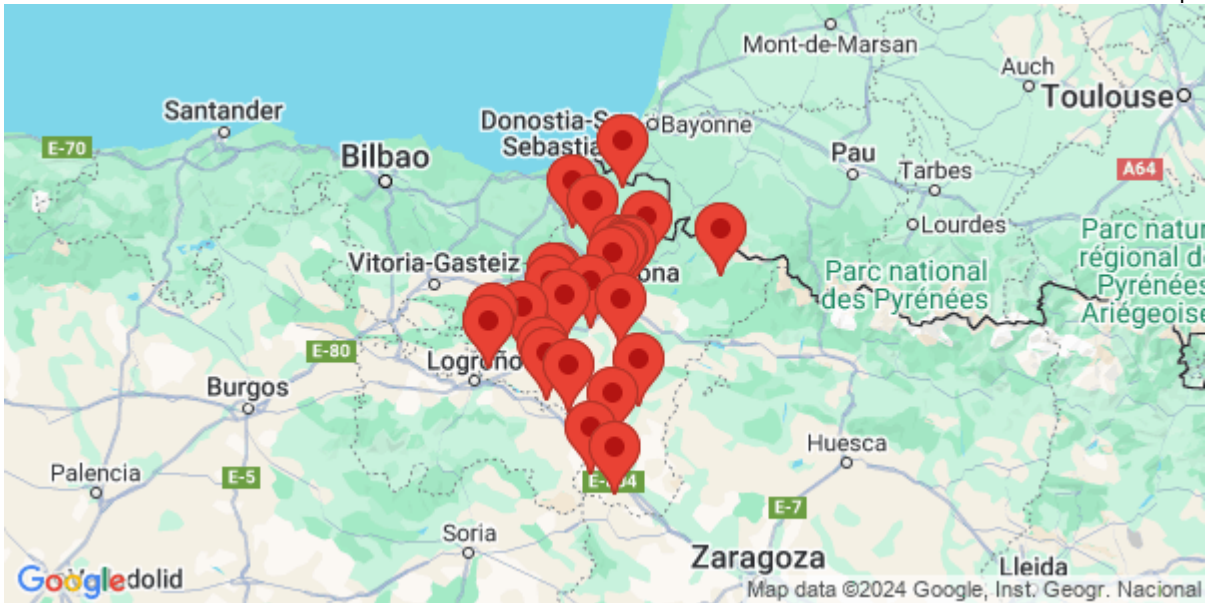 Mont-de-Marsan
Auch
Toulouse
Santander
Donostia-S
Sebastia
Bayonne
E-70
Bilbao
Pau
Tarbes
A64
Lourdes
Parc natur
régional d
Pyrénées
Ariégeoise
Vitoria-Gasteiz
ona
Parc national
des Pyrénées
E-80
Logroño
Burgos
Huesca
Palencia
E-5
E-7
Soria
Zaragoza
Lleida
Google
dolid
Map data ©2024 Google, Inst. Geogr. Nacional